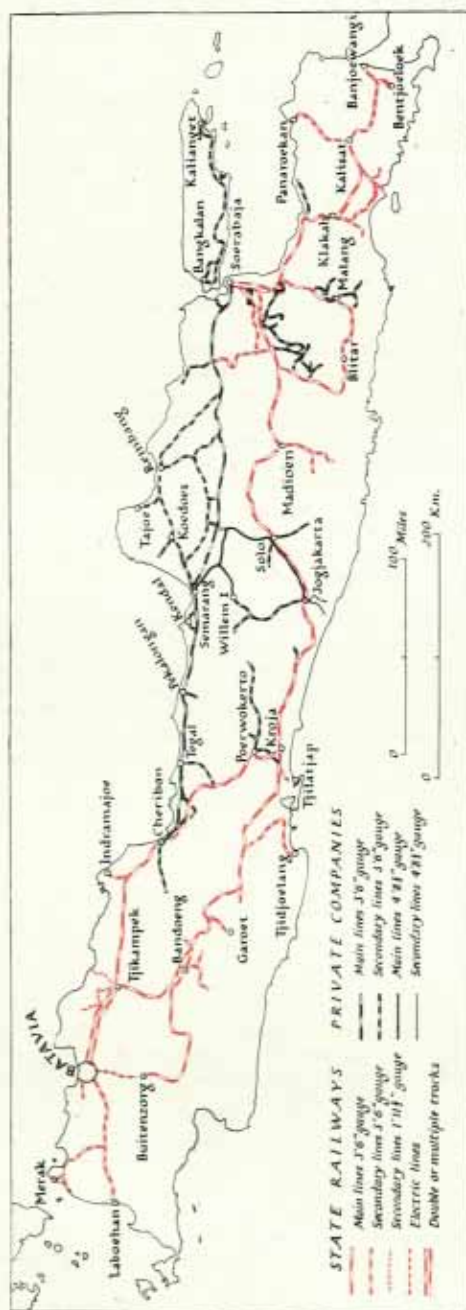 Merak
Laboehan
BATAVIA
Buitenzorg
Tjikampek
Indramajoe
Bandoeng
Garoet
Cheribon
Tjidjoelang
Tegal
Poerwokerto
Kroja
Tjilatjap
Pekalongan
Kendal
Semarang
Willem I
Solo
Jogjakarta
Tajoe
Koedoes
Rembang
Madioen
Blitar
Bangkalan
Soerabaja
Kalianget
Klakah
Malang
Panaroekan
Kalisat
Banjoewangi
Bentjoeloek
0 100 Miles
0 200 Km.
STATE RAILWAYS
Main lines 3'6" gauge
Secondary lines 3'6" gauge
Secondary lines 1'11½" gauge
Electric lines
Double or multiple tracks
PRIVATE COMPANIES
Main lines 3'6" gauge
Secondary lines 3'6" gauge
Main lines 4'8½" gauge
Secondary lines 4'8½" gauge